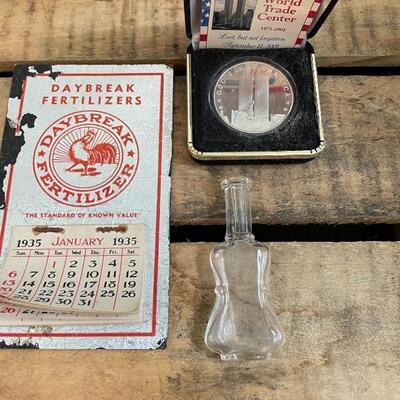 DAYBREAK
FERTILIZERS
DAYBREAK
FERTILIZER
THE STANDARD OF KNOWN VALUE
1935 JANUARY 1935
Sun. Mon. Tue. Wed. Thu. Fri. Sat.
1 2 3 4 5
6 7 8 9 10 11 12
13 14 15 16 17 18 19
20 21 22 23 24 25 26
28 29 30 31
World Trade
Center
1973-2001
Lost, but not forgotten.
September 11, 2001